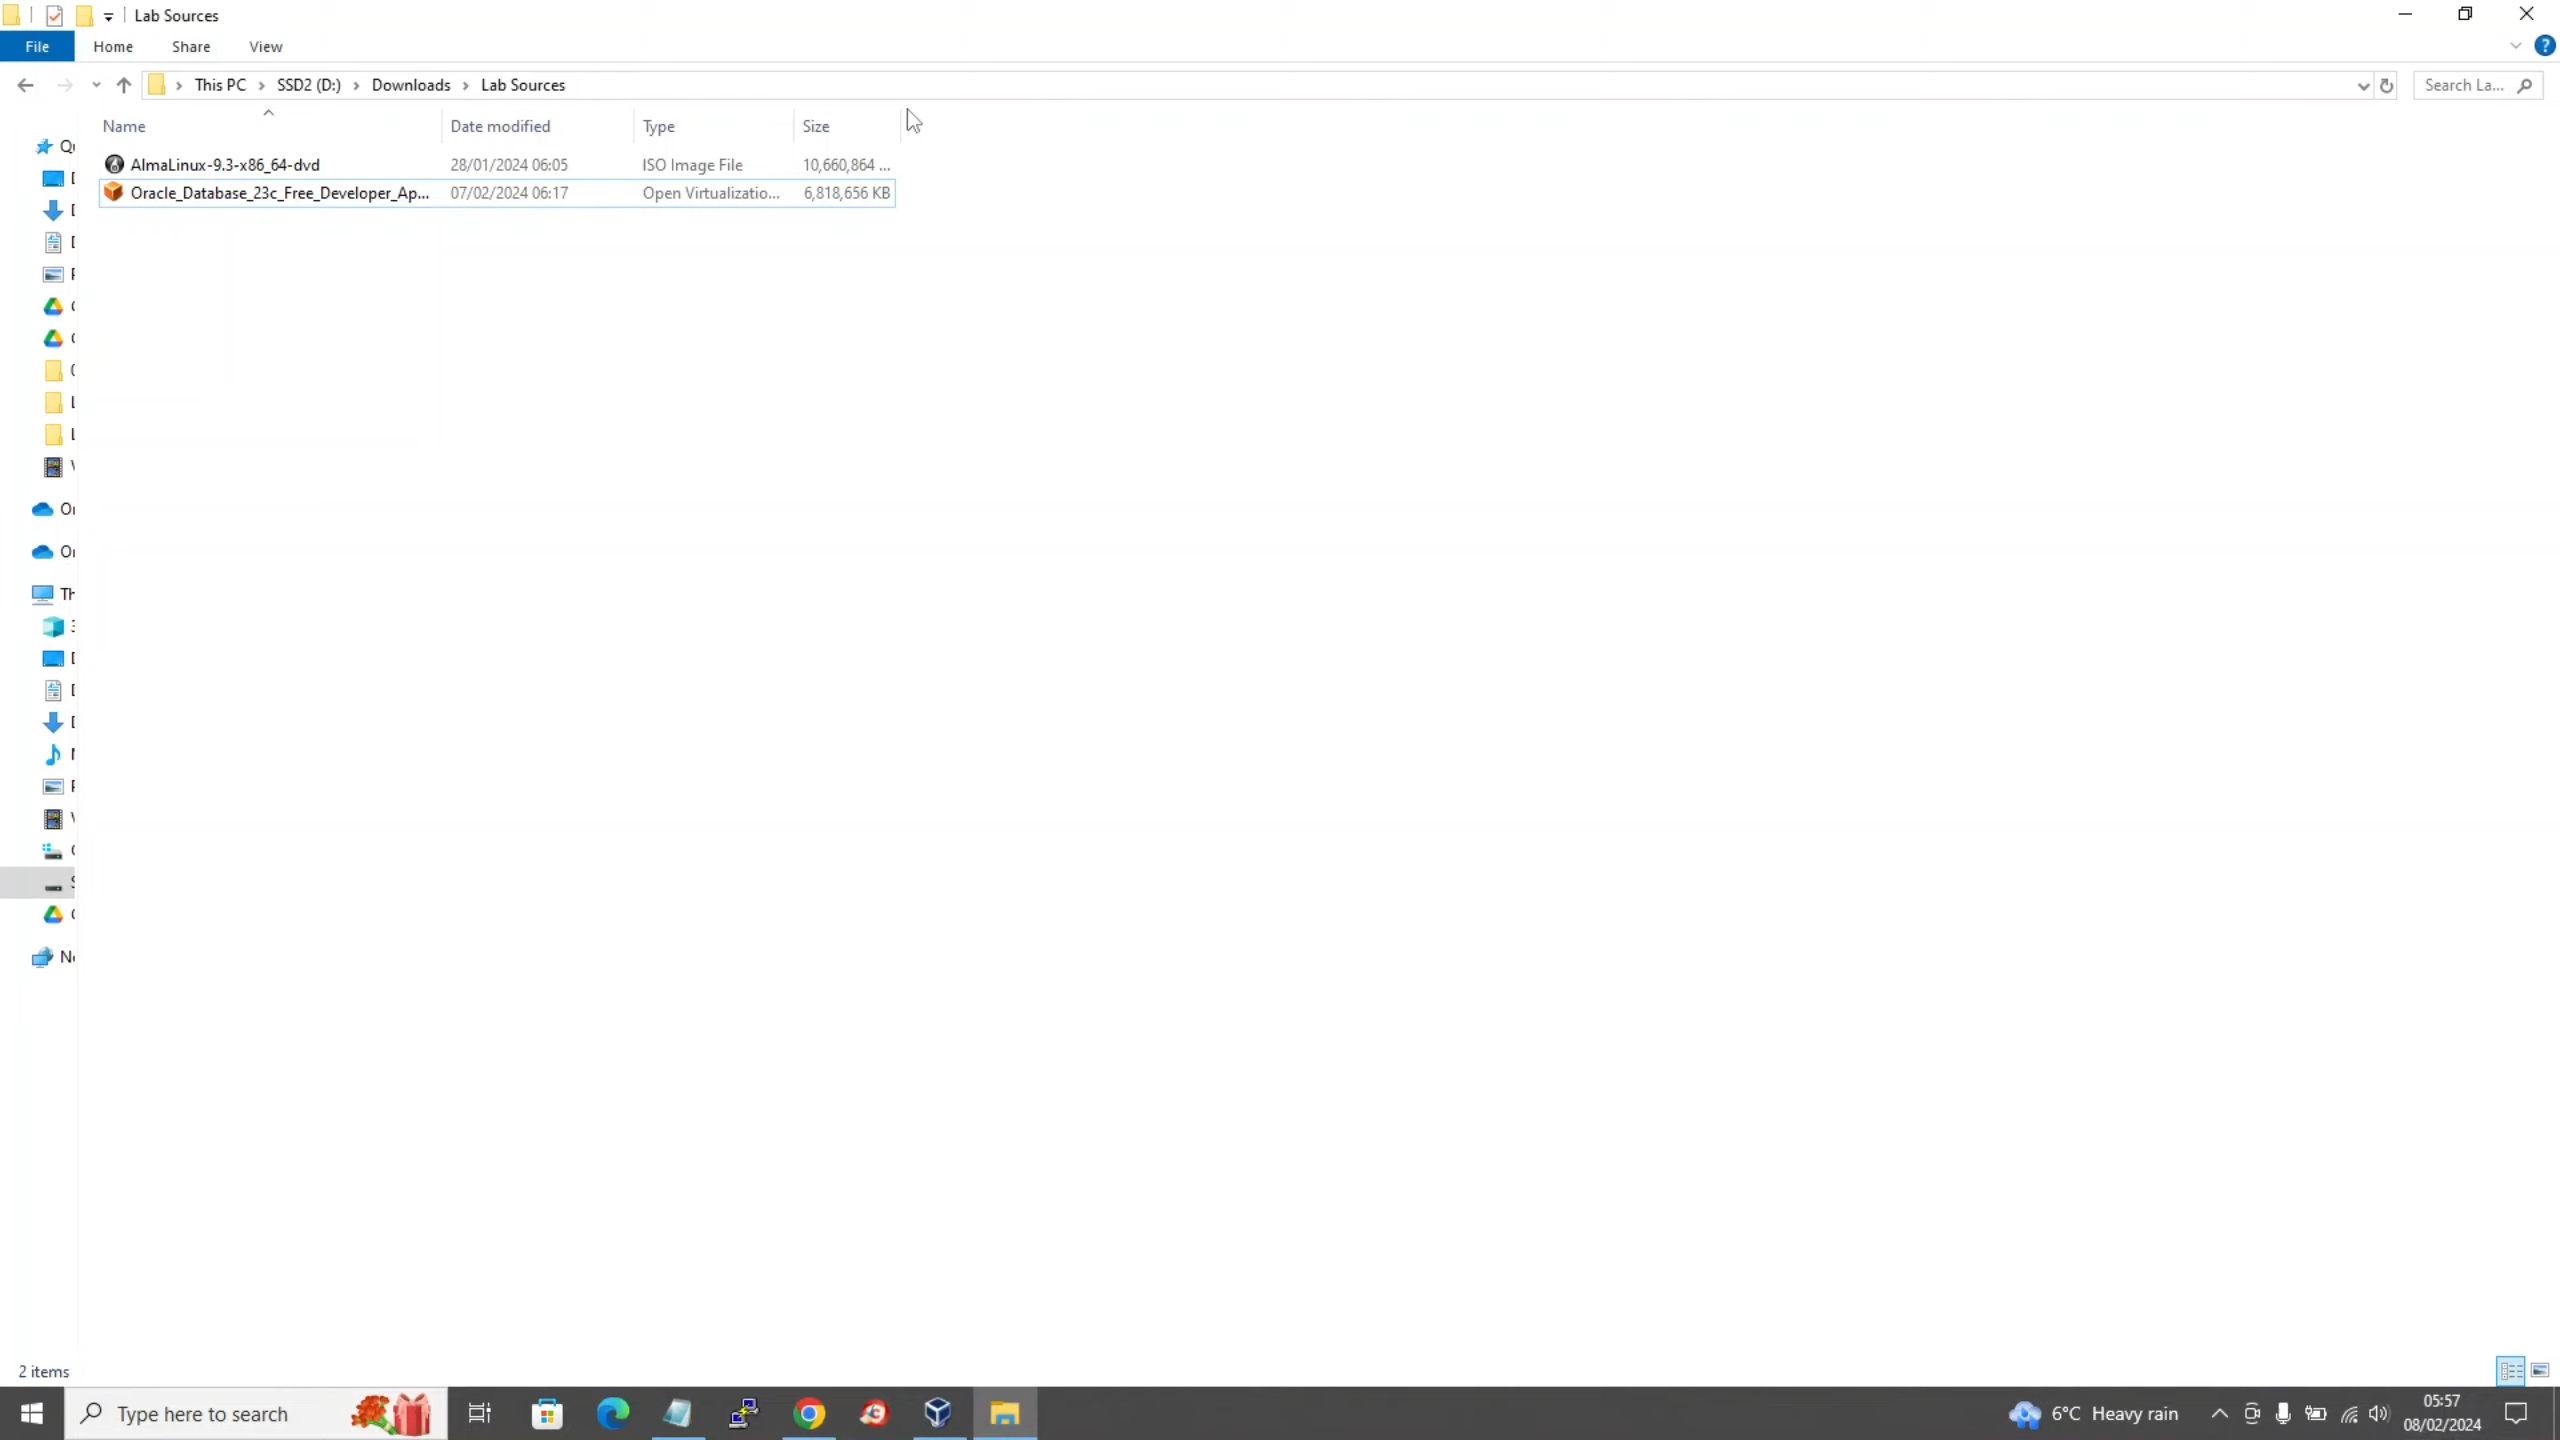 Lab Sources
File Home Share View
This PC SSD2 (D:) Downloads Lab Sources
Search La...
Name Date modified Type Size
AlmaLinux-9.3-x86_64-dvd 28/01/2024 06:05 ISO Image File 10,660,864 ...
Oracle_Database_23c_Free_Developer_Ap... 07/02/2024 06:17 Open Virtualizatio... 6,818,656 KB
2 items
Type here to search
6°C Heavy rain
05:57
08/02/2024